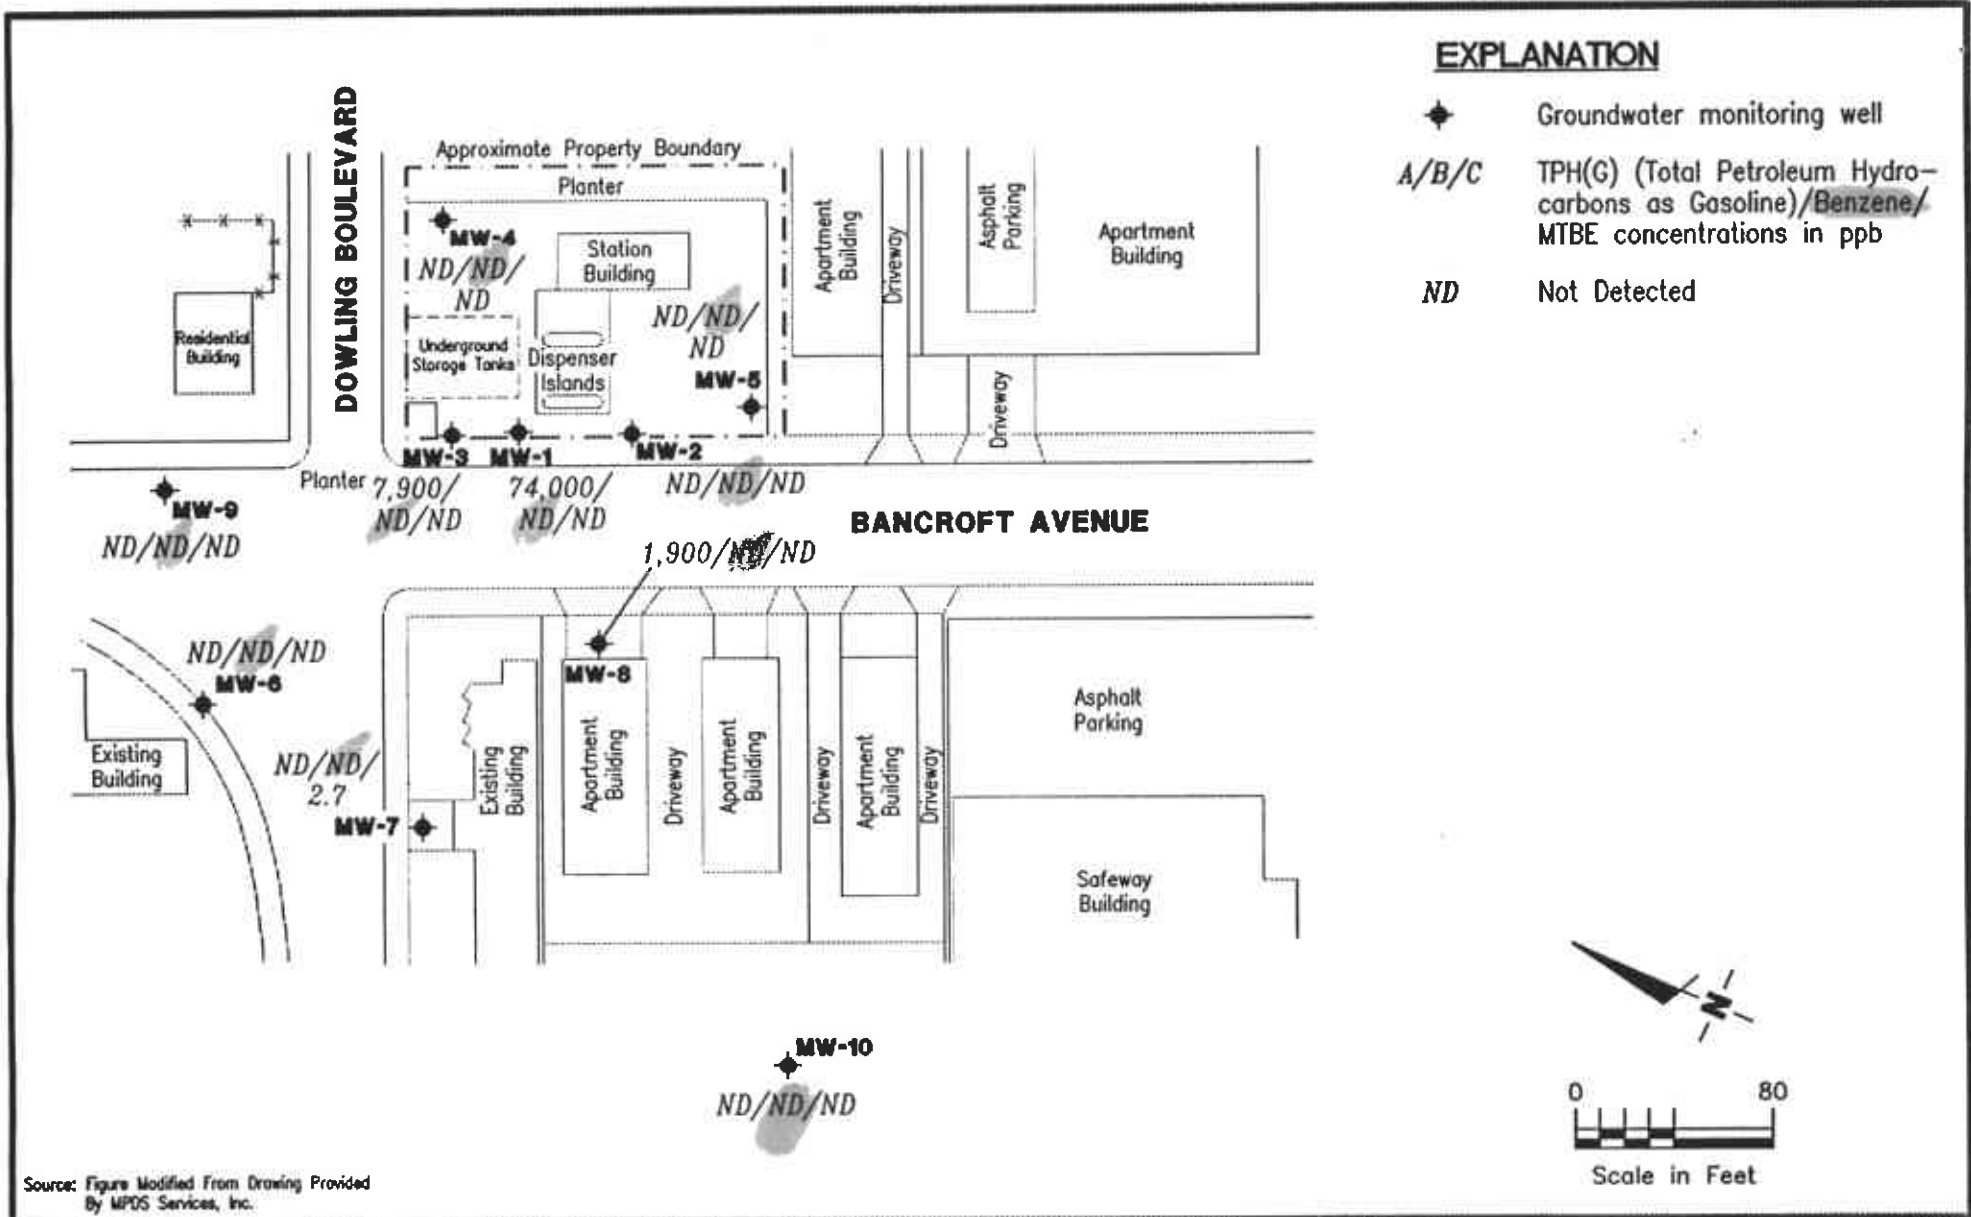 EXPLANATION
Groundwater monitoring well
A/B/C
TPH(G) (Total Petroleum Hydro-
carbons as Gasoline)/Benzene/
MTBE concentrations in ppb
ND
Not Detected
DOWLING BOULEVARD
Approximate Property Boundary
Planter
MW-4
ND/ND/
ND
Station
Building
ND/ND/
ND
MW-5
Underground
Storage Tanks
Dispenser
Islands
Residential
Building
Apartment
Building
Driveway
Asphalt
Parking
Apartment
Building
Driveway
MW-3
MW-1
MW-2
Planter
7,900/
ND/ND
74,000/
ND/ND
ND/ND/ND
MW-9
ND/ND/ND
BANCROFT AVENUE
1,900/ND/ND
MW-8
ND/ND/ND
MW-6
Existing
Building
ND/ND/
2.7
MW-7
Existing
Building
Apartment
Building
Driveway
Apartment
Building
Driveway
Apartment
Building
Driveway
Asphalt
Parking
Safeway
Building
MW-10
ND/ND/ND
N
0 80
Scale in Feet
Source: Figure Modified From Drawing Provided
By MPDS Services, Inc.